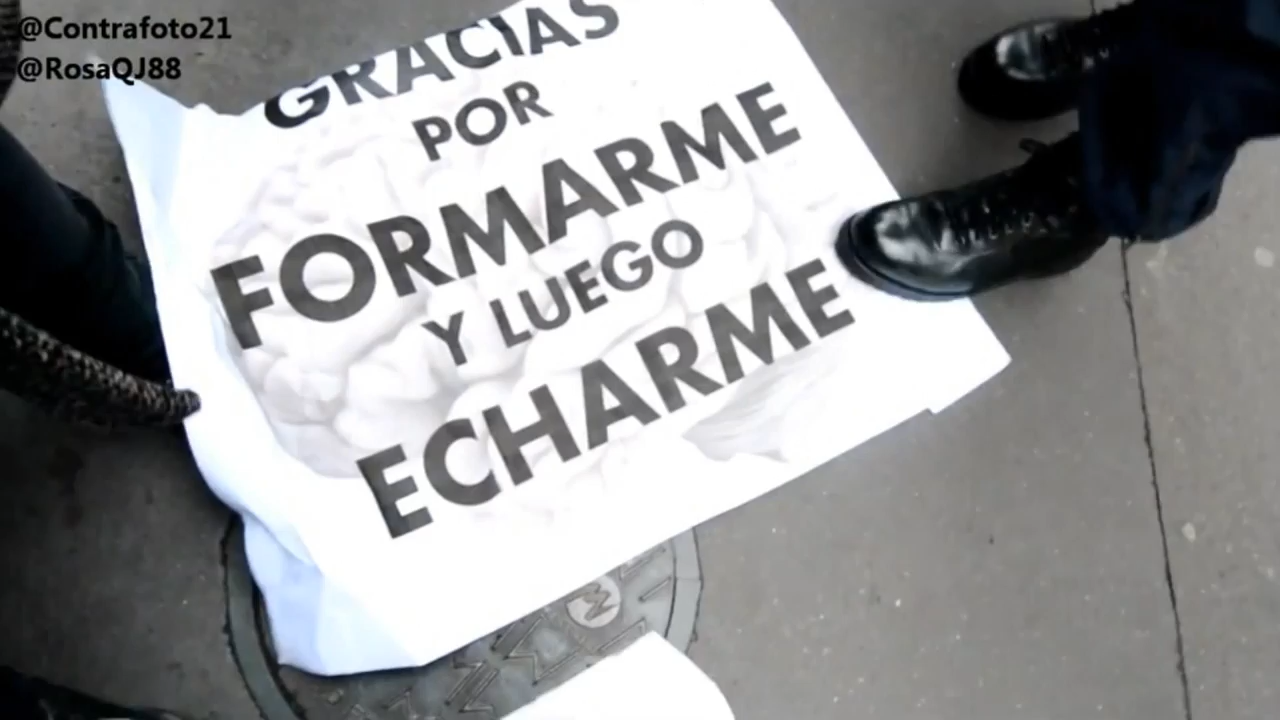 @Contrafoto21
@RosaQJ88
GRACIAS
POR
FORMARME
Y LUEGO
ECHARME
M